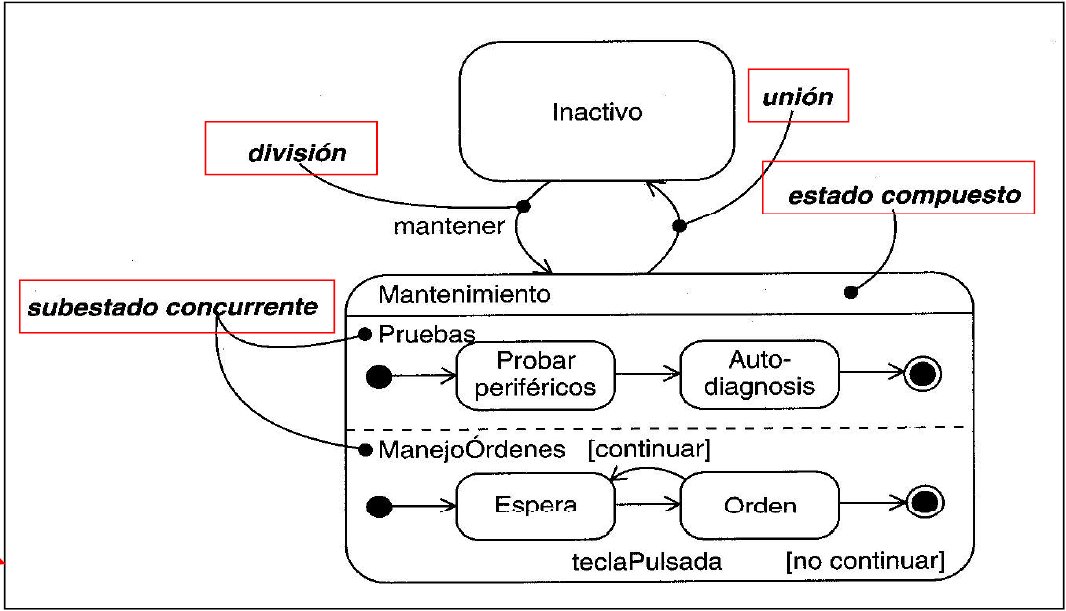 Inactivo
unión
división
estado compuesto
mantener
Mantenimiento
subestado concurrente
Pruebas
Probar
periféricos
Auto-
diagnosis
ManejoÓrdenes [continuar]
Espera
Orden
teclaPulsada [no continuar]